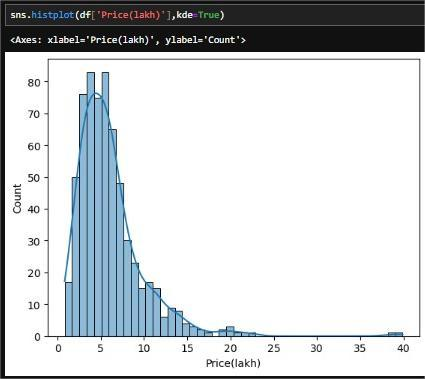 sns.histplot(df['Price(lakh)'],kde=True)
<Axes: xlabel='Price(lakh)', ylabel='Count'>
80
70
60
50
40
30
20
10
0
Count
0 5 10 15 20 25 30 35 40
Price(lakh)